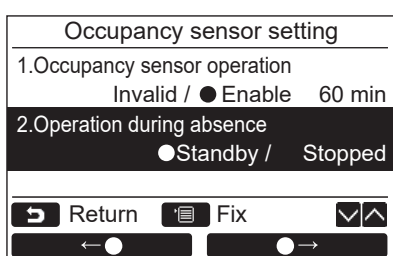 Occupancy sensor setting
1.Occupancy sensor operation
Invalid / ● Enable 60 min
2.Operation during absence
●Standby / Stopped
Return Fix
←● ●→